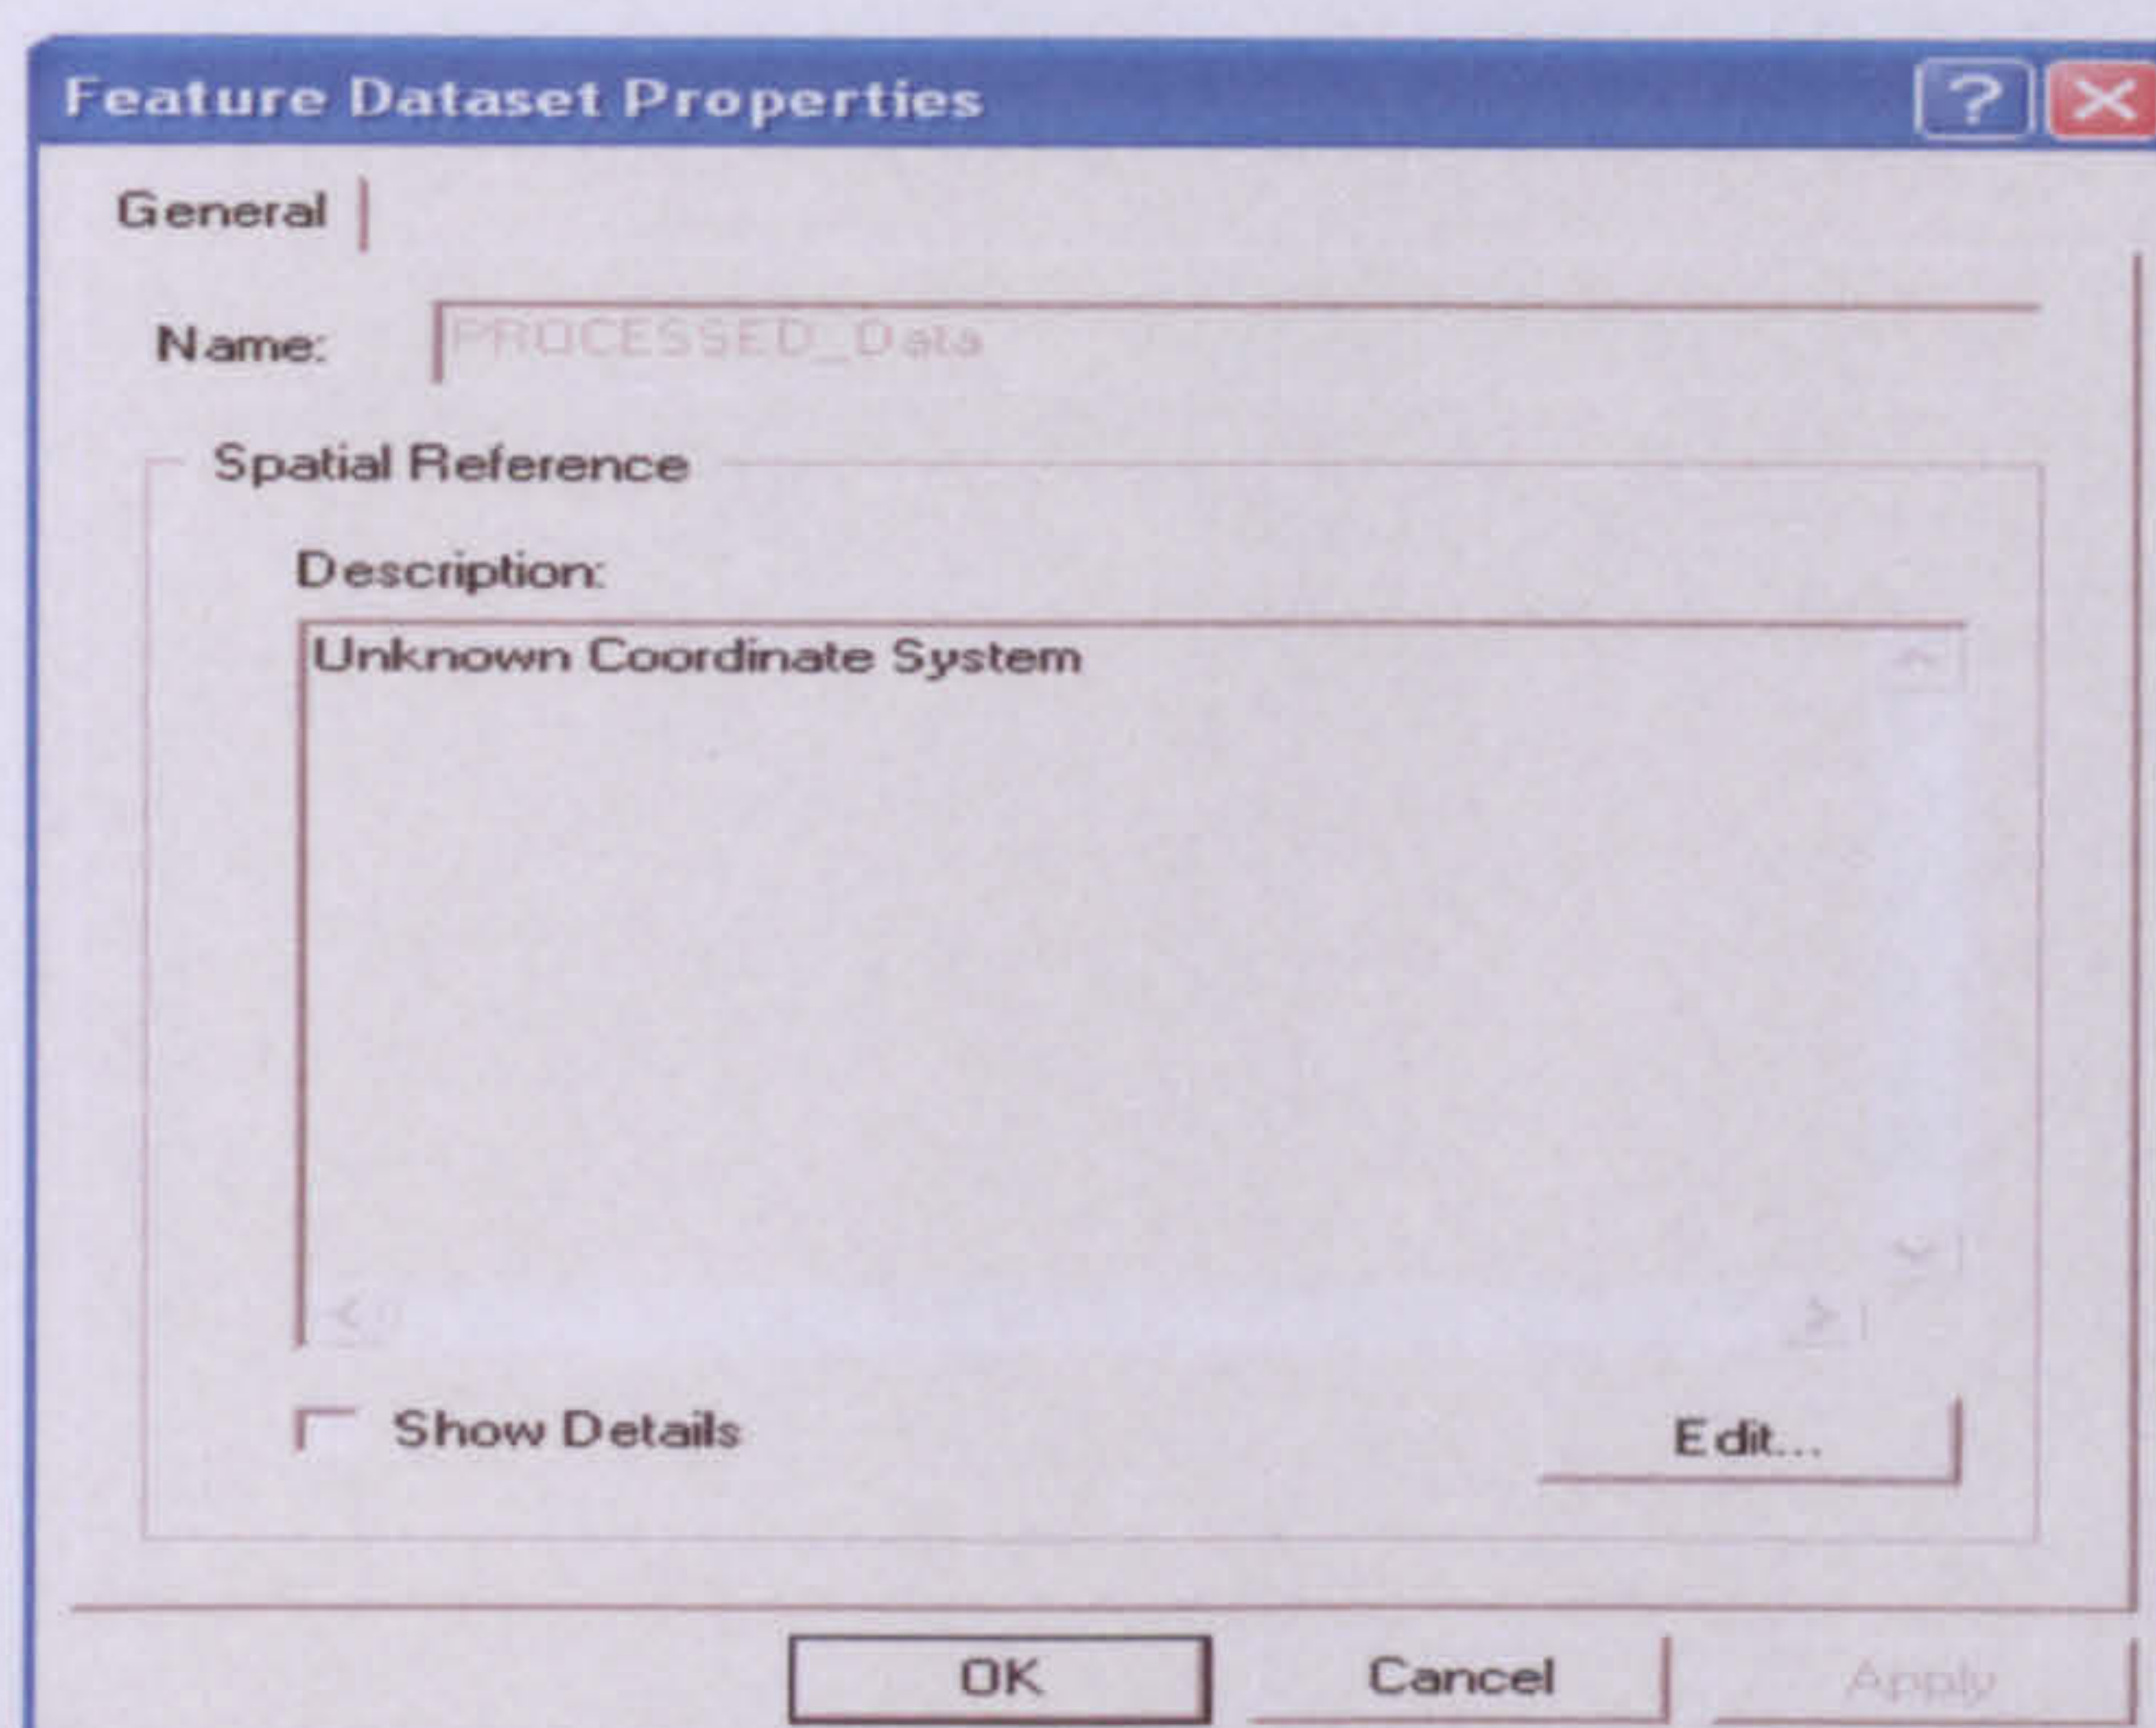 Feature Dataset Properties
General
Name: PROCESSED_Data
Spatial Reference
Description:
Unknown Coordinate System
Show Details
Edit...
OK Cancel Apply